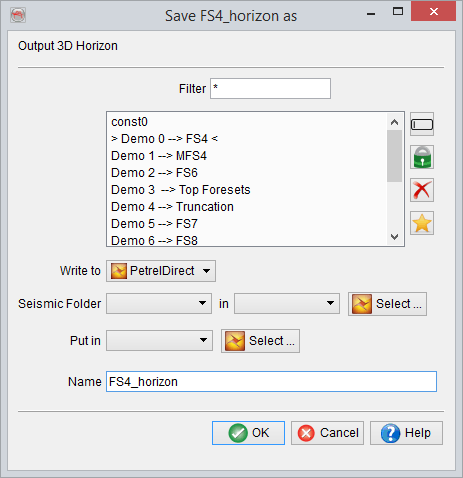 Save FS4_horizon as
Output 3D Horizon
Filter *
const0
> Demo 0 --> FS4 <
Demo 1 --> MFS4
Demo 2 --> FS6
Demo 3 --> Top Foresets
Demo 4 --> Truncation
Demo 5 --> FS7
Demo 6 --> FS8
Write to PetrelDirect
Seismic Folder in Select ...
Put in Select ...
Name FS4_horizon
OK Cancel Help